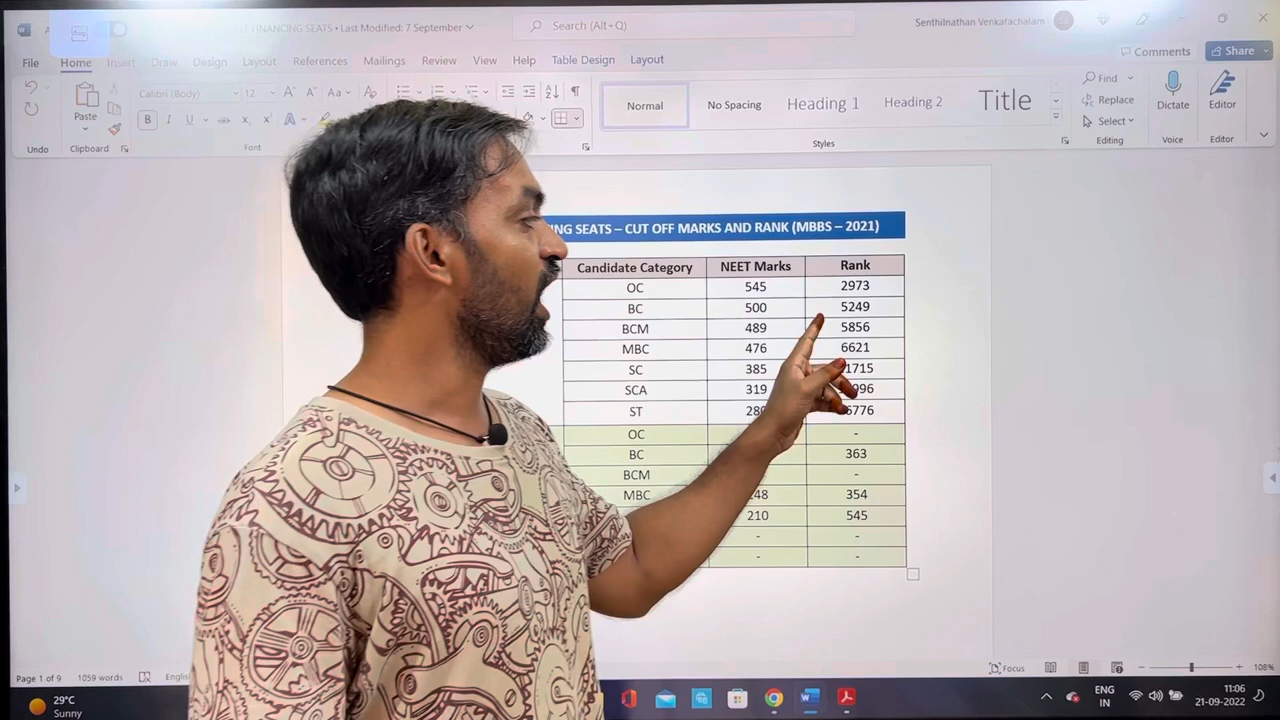 FINANCING SEATS • Last Modified: 7 September
Search (Alt+Q)
Senthilnathan Venkatachalam
File Home Insert Draw Design Layout References Mailings Review View Help Table Design Layout
Comments Share
Calibri (Body) 12
Paste
Normal No Spacing Heading 1 Heading 2 Title
Find
Replace
Select
Dictate
Editor
Undo Clipboard Font Styles Editing Voice Editor
SEATS – CUT OFF MARKS AND RANK (MBBS – 2021)
Candidate Category NEET Marks Rank
OC 545 2973
BC 500 5249
BCM 489 5856
MBC 476 6621
SC 385
SCA 319
ST
OC -
BC 363
BCM -
MBC 354
210 545
- -
- -
Page 1 of 9 1059 words
Focus
108%
29°C
Sunny
ENG
IN
11:06
21-09-2022